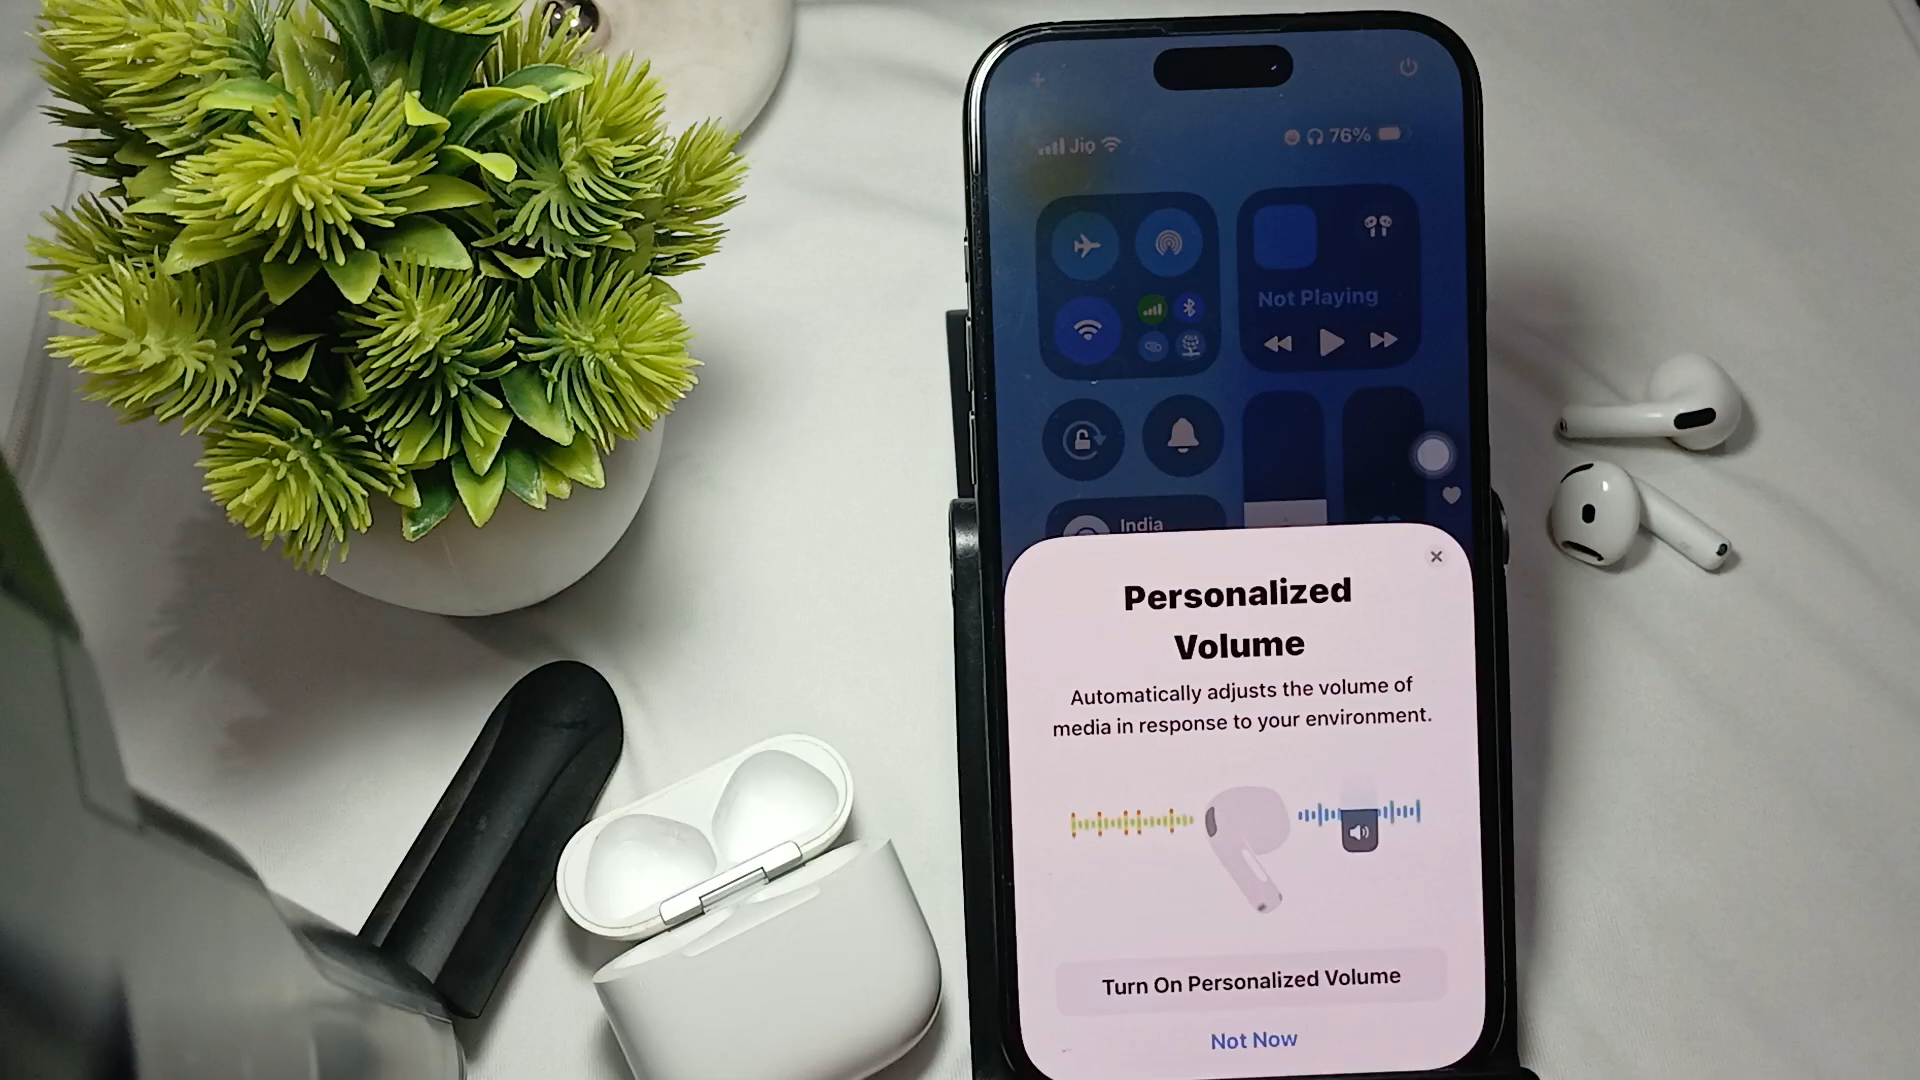 Jio
76%
Not Playing
India
Personalized
Volume
Automatically adjusts the volume of
media in response to your environment.
Turn On Personalized Volume
Not Now